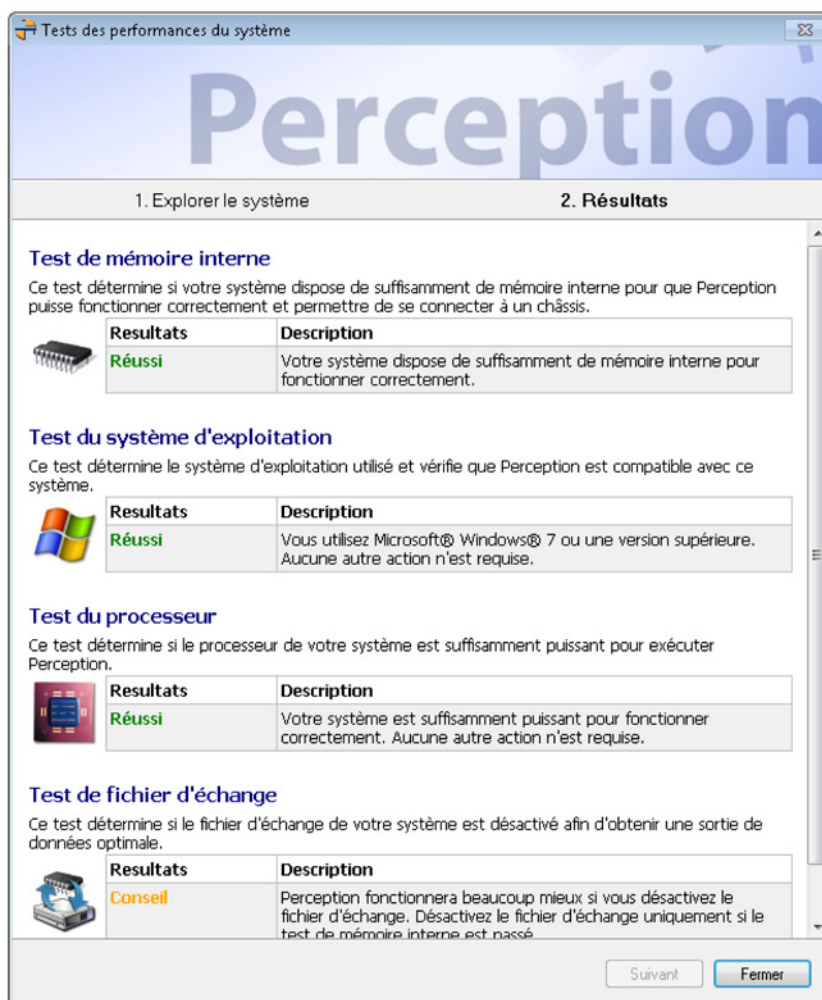 Tests des performances du système
Perception
1. Explorer le système
2. Résultats
Test de mémoire interne
Ce test détermine si votre système dispose de suffisamment de mémoire interne pour que Perception
puisse fonctionner correctement et permettre de se connecter à un châssis.
Resultats Description
Réussi Votre système dispose de suffisamment de mémoire interne pour
fonctionner correctement.
Test du système d'exploitation
Ce test détermine le système d'exploitation utilisé et vérifie que Perception est compatible avec ce
système.
Resultats Description
Réussi Vous utilisez Microsoft® Windows® 7 ou une version supérieure.
Aucune autre action n'est requise.
Test du processeur
Ce test détermine si le processeur de votre système est suffisamment puissant pour exécuter
Perception.
Resultats Description
Réussi Votre système est suffisamment puissant pour fonctionner
correctement. Aucune autre action n'est requise.
Test de fichier d'échange
Ce test détermine si le fichier d'échange de votre système est désactivé afin d'obtenir une sortie de
données optimale.
Resultats Description
Conseil Perception fonctionnera beaucoup mieux si vous désactivez le
fichier d'échange. Désactivez le fichier d'échange uniquement si le
test de mémoire interne est passé
Suivant Fermer